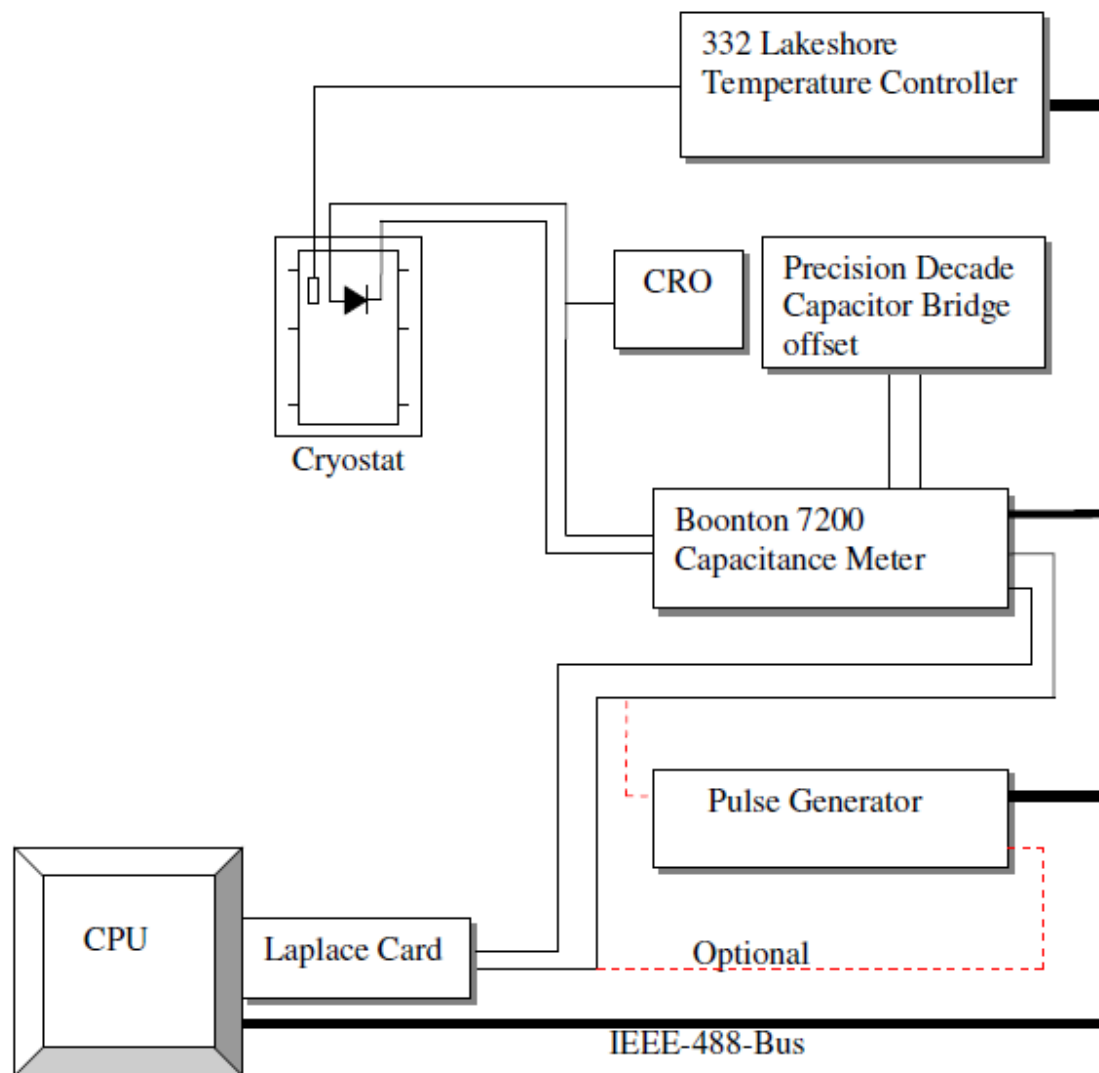 332 Lakeshore
Temperature Controller
CRO
Precision Decade
Capacitor Bridge
offset
Cryostat
Boonton 7200
Capacitance Meter
Pulse Generator
CPU
Laplace Card
Optional
IEEE-488-Bus